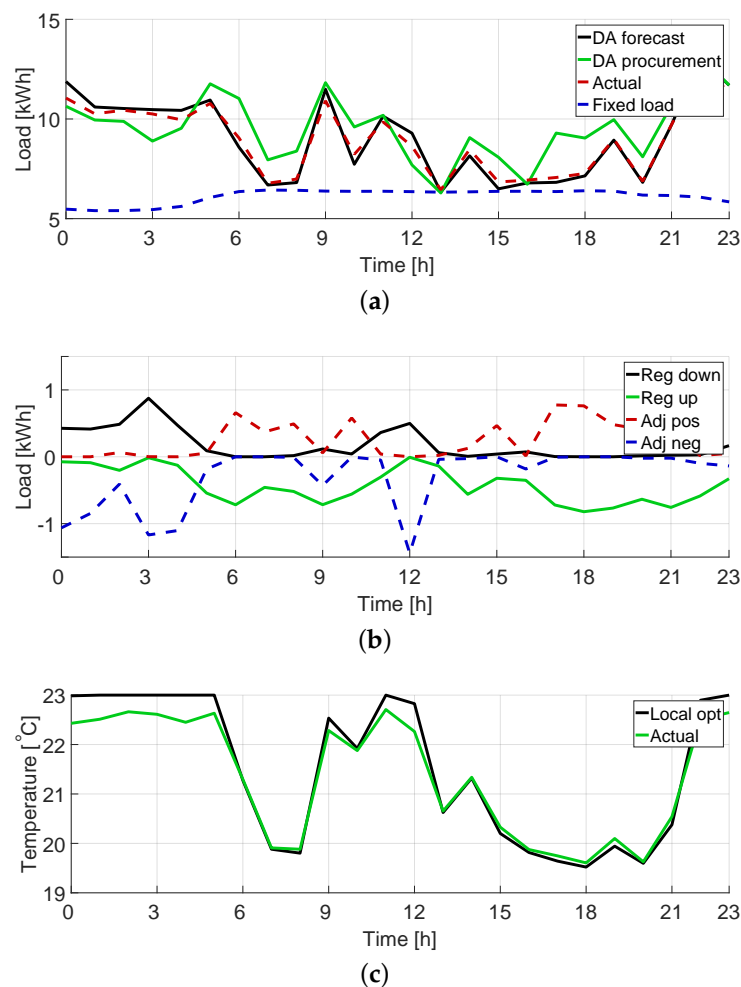 15
10
5
Load [kWh]
DA forecast
DA procurement
Actual
Fixed load
0 3 6 9 12 15 18 21 23
Time [h]
(a)
1
0
-1
Load [kWh]
Reg down
Reg up
Adj pos
Adj neg
0 3 6 9 12 15 18 21 23
Time [h]
(b)
23
22
21
20
19
Temperature [°C]
Local opt
Actual
0 3 6 9 12 15 18 21 23
Time [h]
(c)